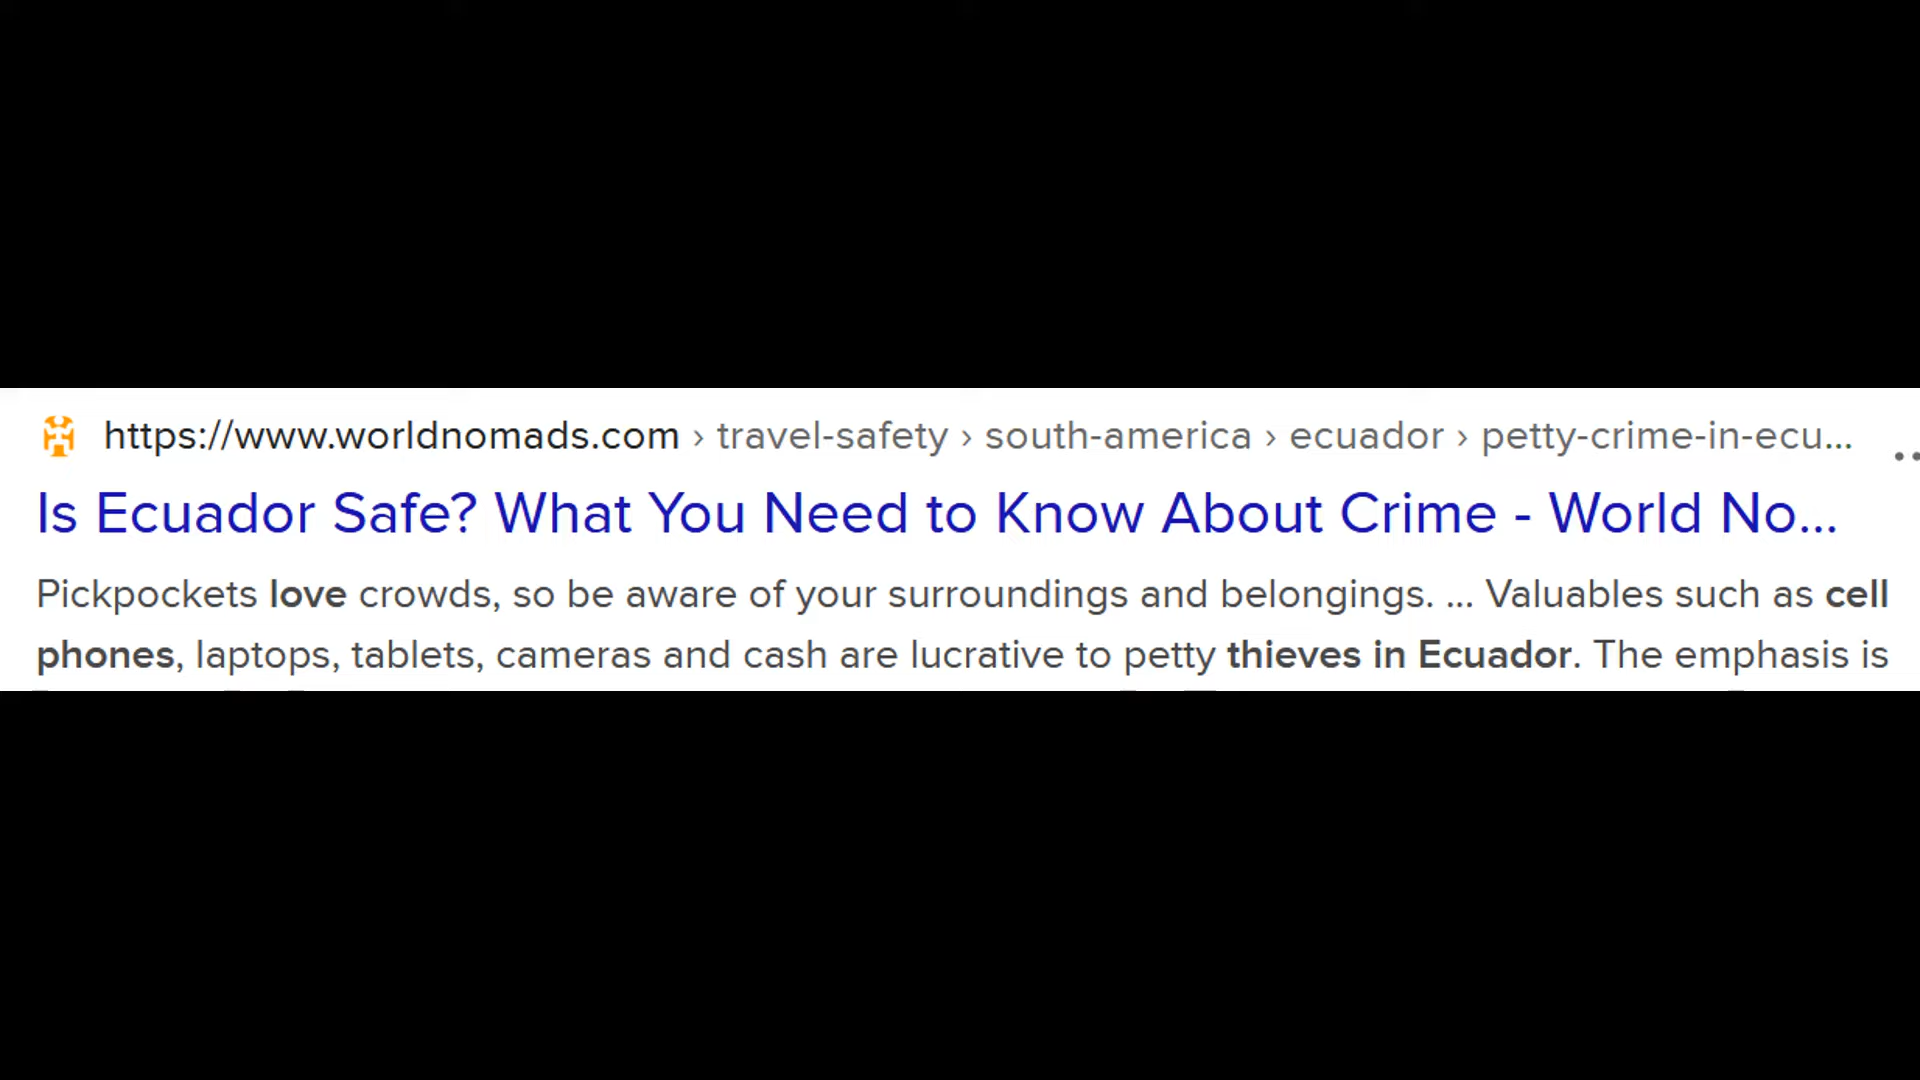 https://www.worldnomads.com › travel-safety › south-america › ecuador › petty-crime-in-ecu...
Is Ecuador Safe? What You Need to Know About Crime - World No...
Pickpockets love crowds, so be aware of your surroundings and belongings. ... Valuables such as cell
phones, laptops, tablets, cameras and cash are lucrative to petty thieves in Ecuador. The emphasis is